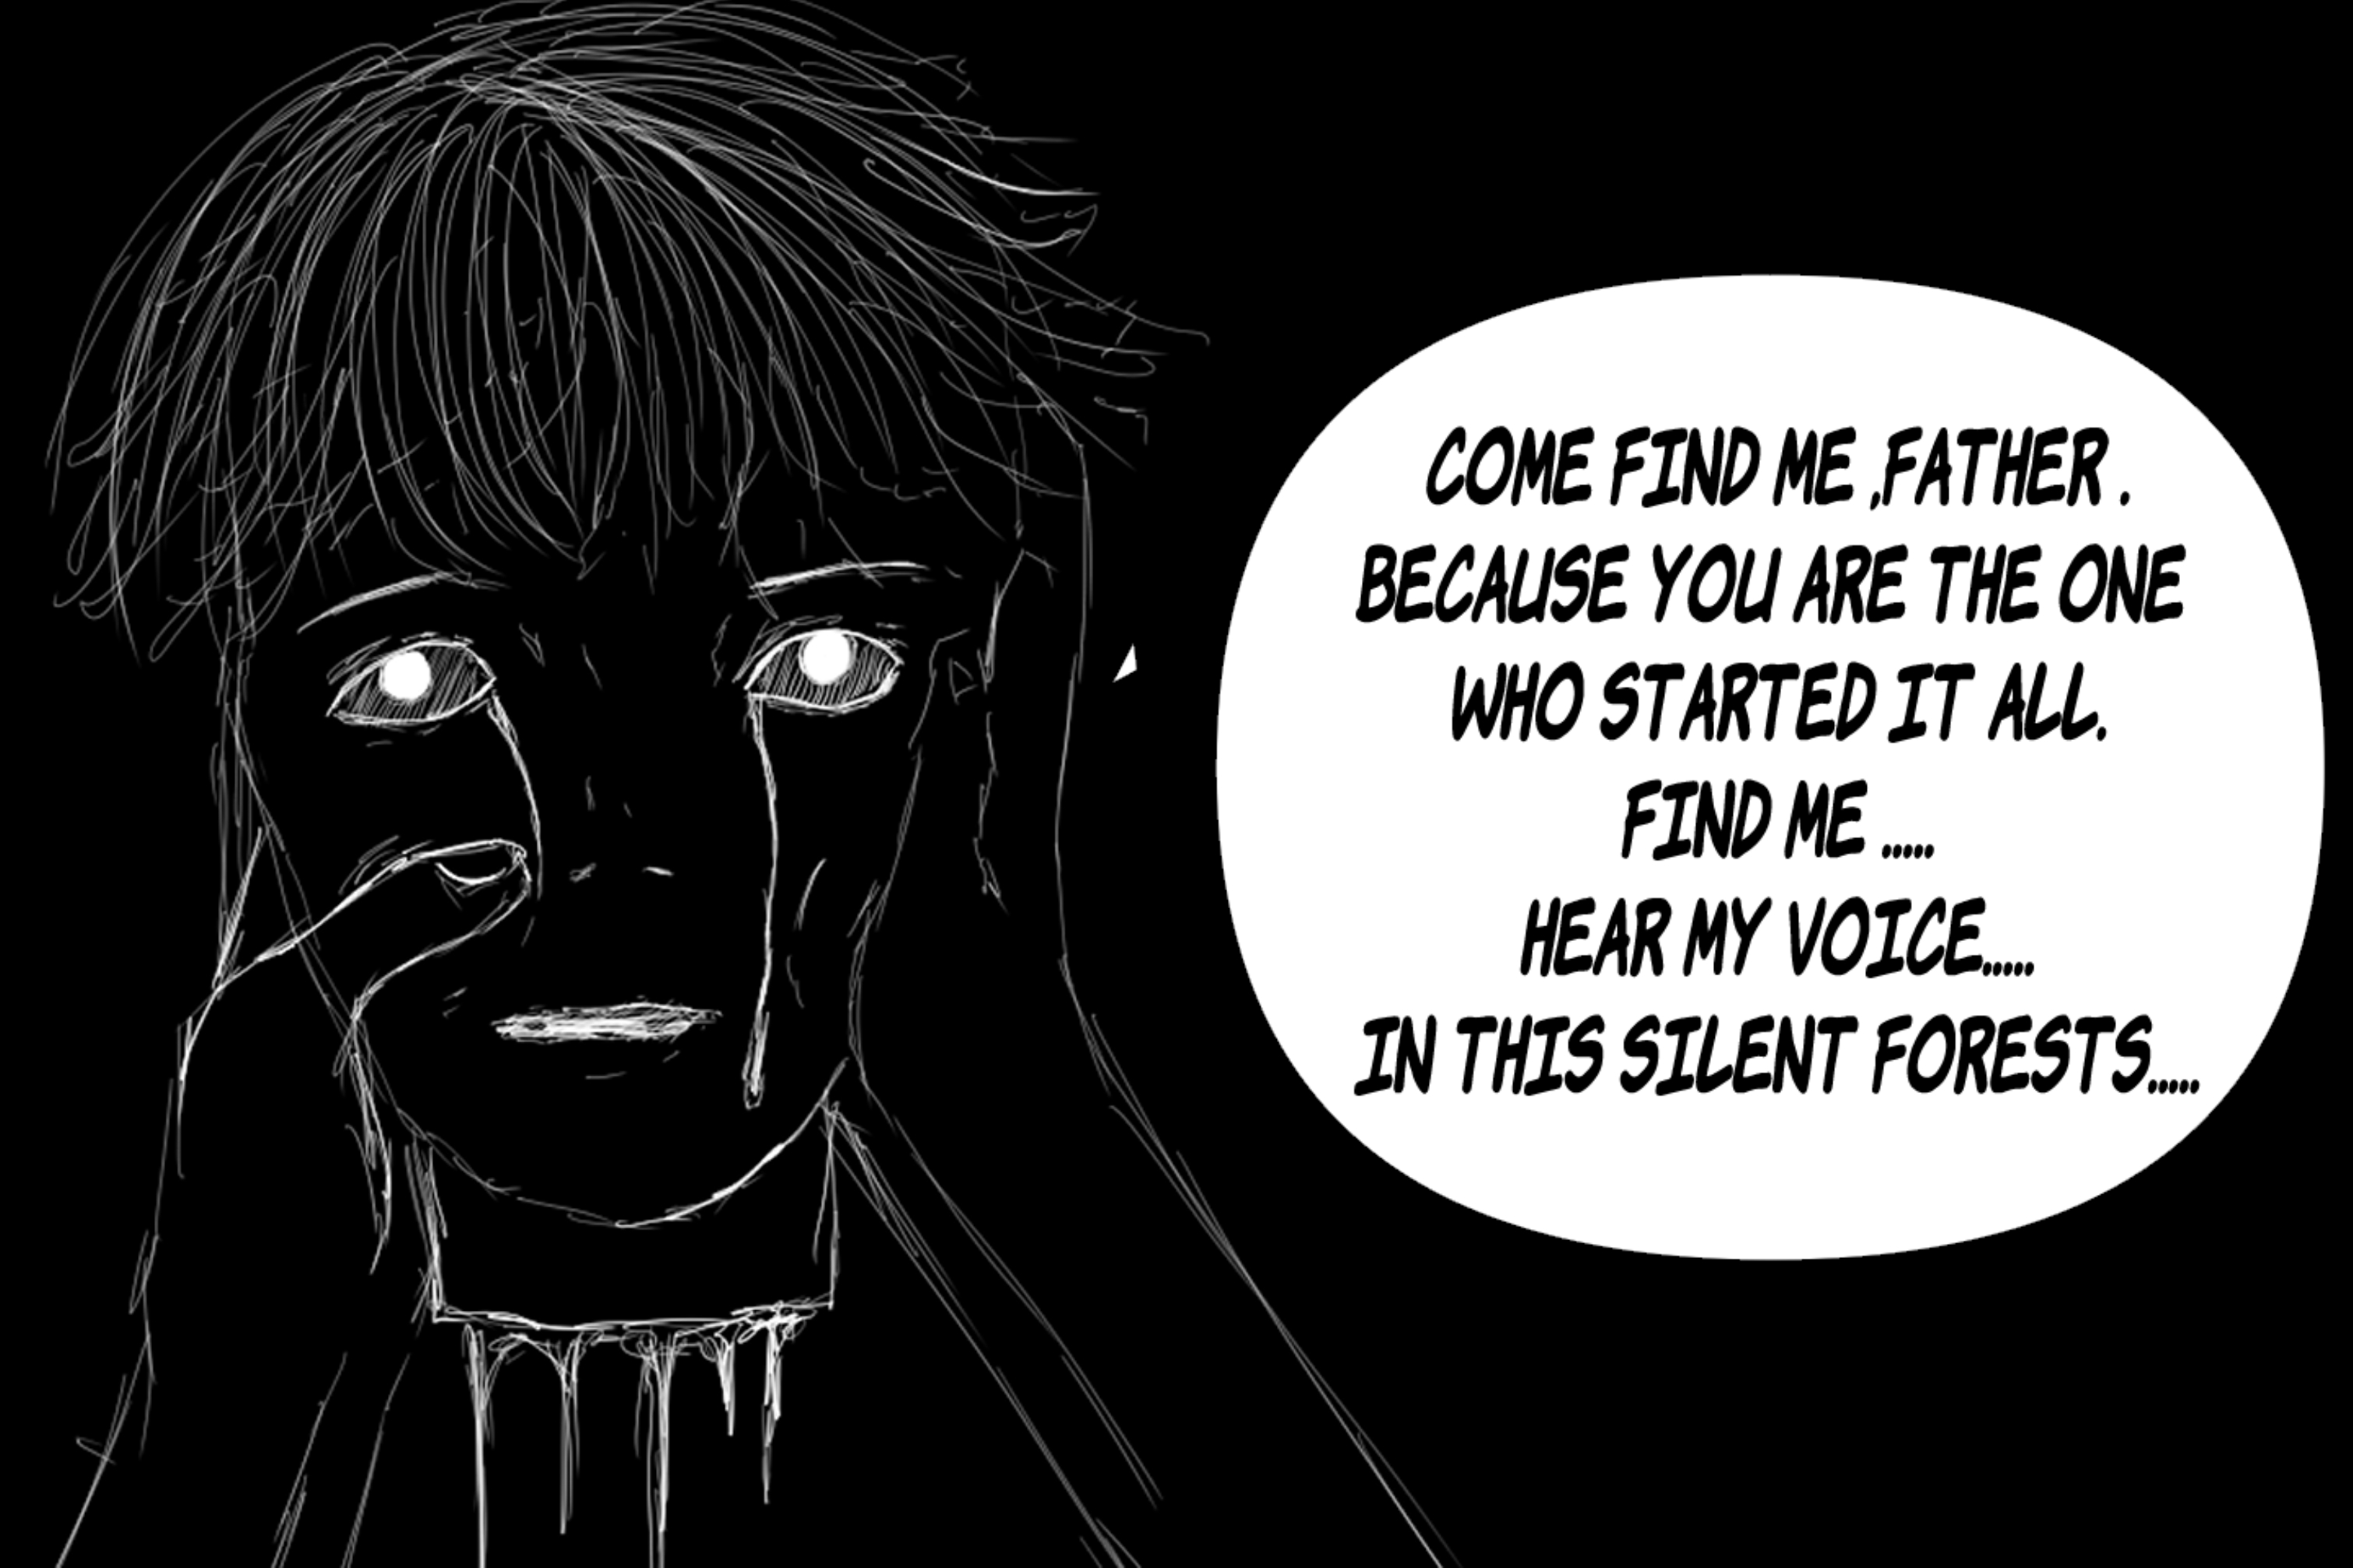 COME FIND ME ,FATHER .
BECAUSE YOU ARE THE ONE
WHO STARTED IT ALL.
FIND ME .....
HEAR MY VOICE.....
IN THIS SILENT FORESTS.....